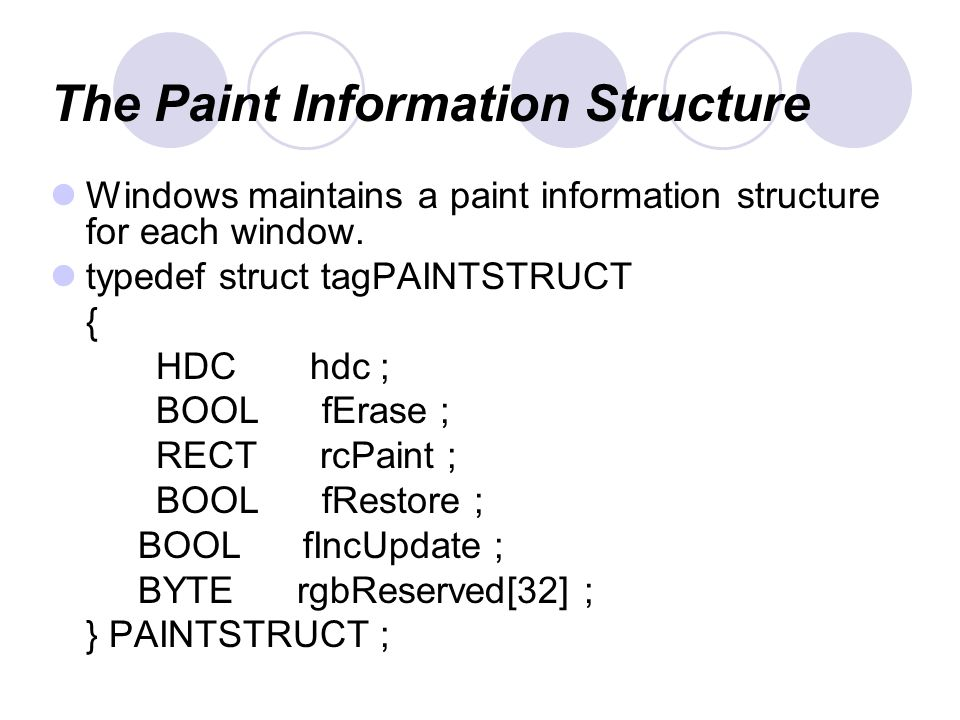 The Paint Information Structure
Windows maintains a paint information structure
for each window.
typedef struct tagPAINTSTRUCT
{
HDC hdc ;
BOOL fErase ;
RECT rcPaint ;
BOOL fRestore ;
BOOL fIncUpdate ;
BYTE rgbReserved[32] ;
} PAINTSTRUCT ;